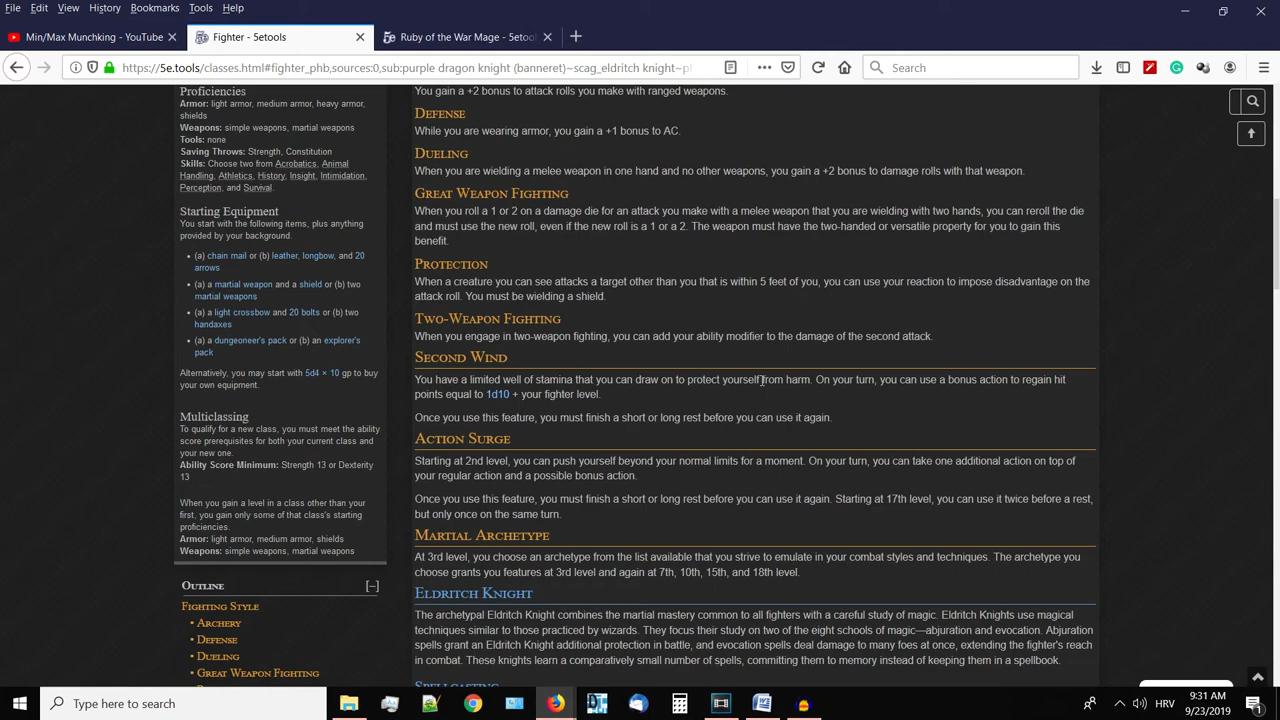 File Edit View History Bookmarks Tools Help
Min/Max Munchking - YouTube
Fighter - 5etools
Ruby of the War Mage - 5etoo
https://5e.tools/classes.html#fighter_phb,sources:0,sub:purple dragon knight (banneret)~scag_eldritch knight~ph
Search
Proficiencies
Armor: light armor, medium armor, heavy armor,
shields
Weapons: simple weapons, martial weapons
Tools: none
Saving Throws: Strength, Constitution
Skills: Choose two from Acrobatics, Animal
Handling, Athletics, History, Insight, Intimidation,
Perception, and Survival.
Starting Equipment
You start with the following items, plus anything
provided by your background.
• (a) chain mail or (b) leather, longbow, and 20
arrows
• (a) a martial weapon and a shield or (b) two
martial weapons
• (a) a light crossbow and 20 bolts or (b) two
handaxes
• (a) a dungeoneer's pack or (b) an explorer's
pack
Alternatively, you may start with 5d4 × 10 gp to buy
your own equipment.
Multiclassing
To qualify for a new class, you must meet the ability
score prerequisites for both your current class and
your new one.
Ability Score Minimum: Strength 13 or Dexterity
13
When you gain a level in a class other than your
first, you gain only some of that class's starting
proficiencies.
Armor: light armor, medium armor, shields
Weapons: simple weapons, martial weapons
Outline [–]
Fighting Style
• Archery
• Defense
• Dueling
• Great Weapon Fighting
You gain a +2 bonus to attack rolls you make with ranged weapons.
Defense
While you are wearing armor, you gain a +1 bonus to AC.
Dueling
When you are wielding a melee weapon in one hand and no other weapons, you gain a +2 bonus to damage rolls with that weapon.
Great Weapon Fighting
When you roll a 1 or 2 on a damage die for an attack you make with a melee weapon that you are wielding with two hands, you can reroll the die
and must use the new roll, even if the new roll is a 1 or a 2. The weapon must have the two-handed or versatile property for you to gain this
benefit.
Protection
When a creature you can see attacks a target other than you that is within 5 feet of you, you can use your reaction to impose disadvantage on the
attack roll. You must be wielding a shield.
Two-Weapon Fighting
When you engage in two-weapon fighting, you can add your ability modifier to the damage of the second attack.
Second Wind
You have a limited well of stamina that you can draw on to protect yourself from harm. On your turn, you can use a bonus action to regain hit
points equal to 1d10 + your fighter level.
Once you use this feature, you must finish a short or long rest before you can use it again.
Action Surge
Starting at 2nd level, you can push yourself beyond your normal limits for a moment. On your turn, you can take one additional action on top of
your regular action and a possible bonus action.
Once you use this feature, you must finish a short or long rest before you can use it again. Starting at 17th level, you can use it twice before a rest,
but only once on the same turn.
Martial Archetype
At 3rd level, you choose an archetype from the list available that you strive to emulate in your combat styles and techniques. The archetype you
choose grants you features at 3rd level and again at 7th, 10th, 15th, and 18th level.
Eldritch Knight
The archetypal Eldritch Knight combines the martial mastery common to all fighters with a careful study of magic. Eldritch Knights use magical
techniques similar to those practiced by wizards. They focus their study on two of the eight schools of magic—abjuration and evocation. Abjuration
spells grant an Eldritch Knight additional protection in battle, and evocation spells deal damage to many foes at once, extending the fighter's reach
in combat. These knights learn a comparatively small number of spells, committing them to memory instead of keeping them in a spellbook.
Spellcasting
Type here to search
HRV
9:31 AM
9/23/2019